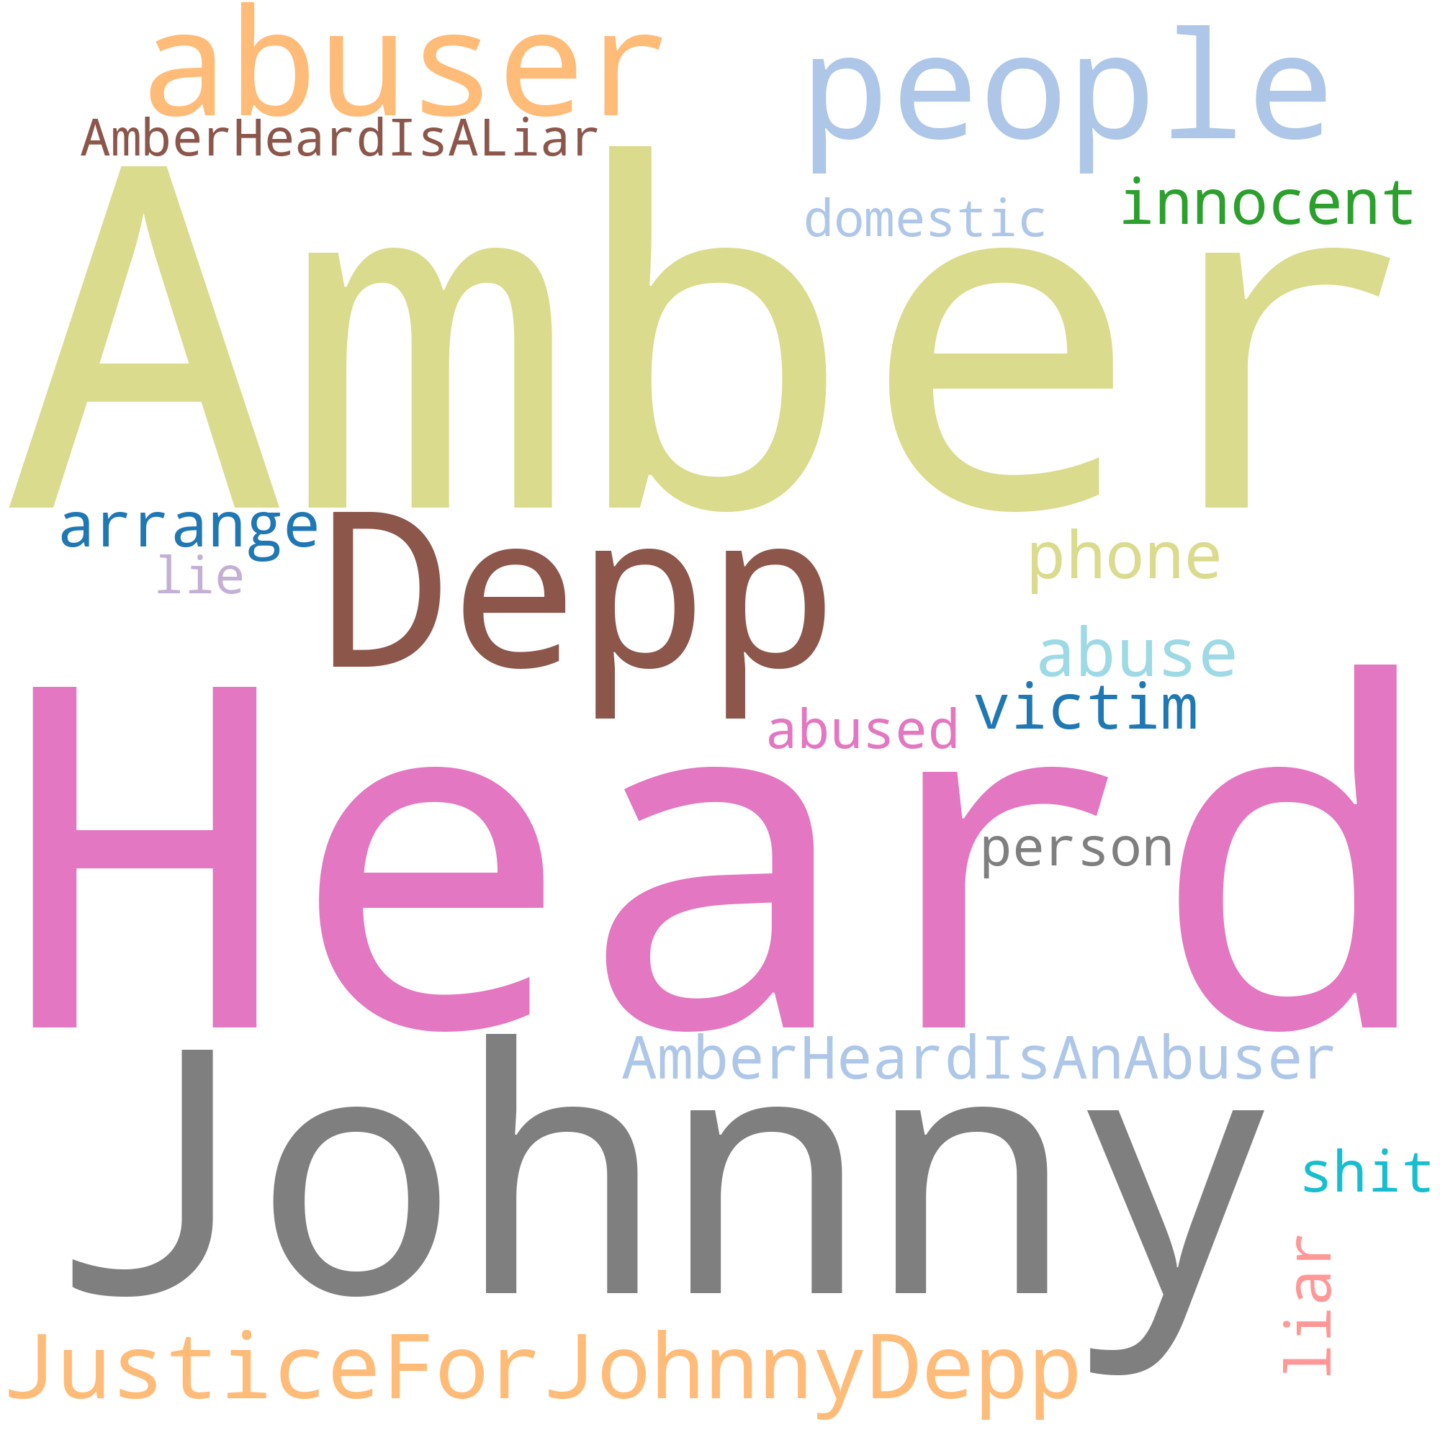 abuser
people
AmberHeardIsALiar
domestic
innocent
Amber
arrange
lie
Depp
phone
abuse
victim
abused
Heard
person
AmberHeardIsAnAbuser
Johnny
shit
liar
JusticeForJohnnyDepp